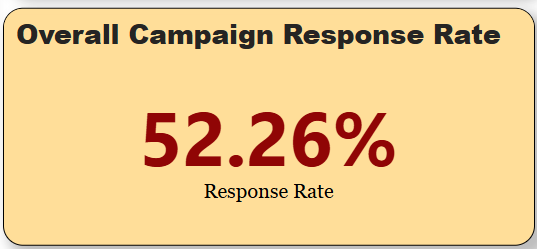 Overall Campaign Response Rate
52.26%
Response Rate